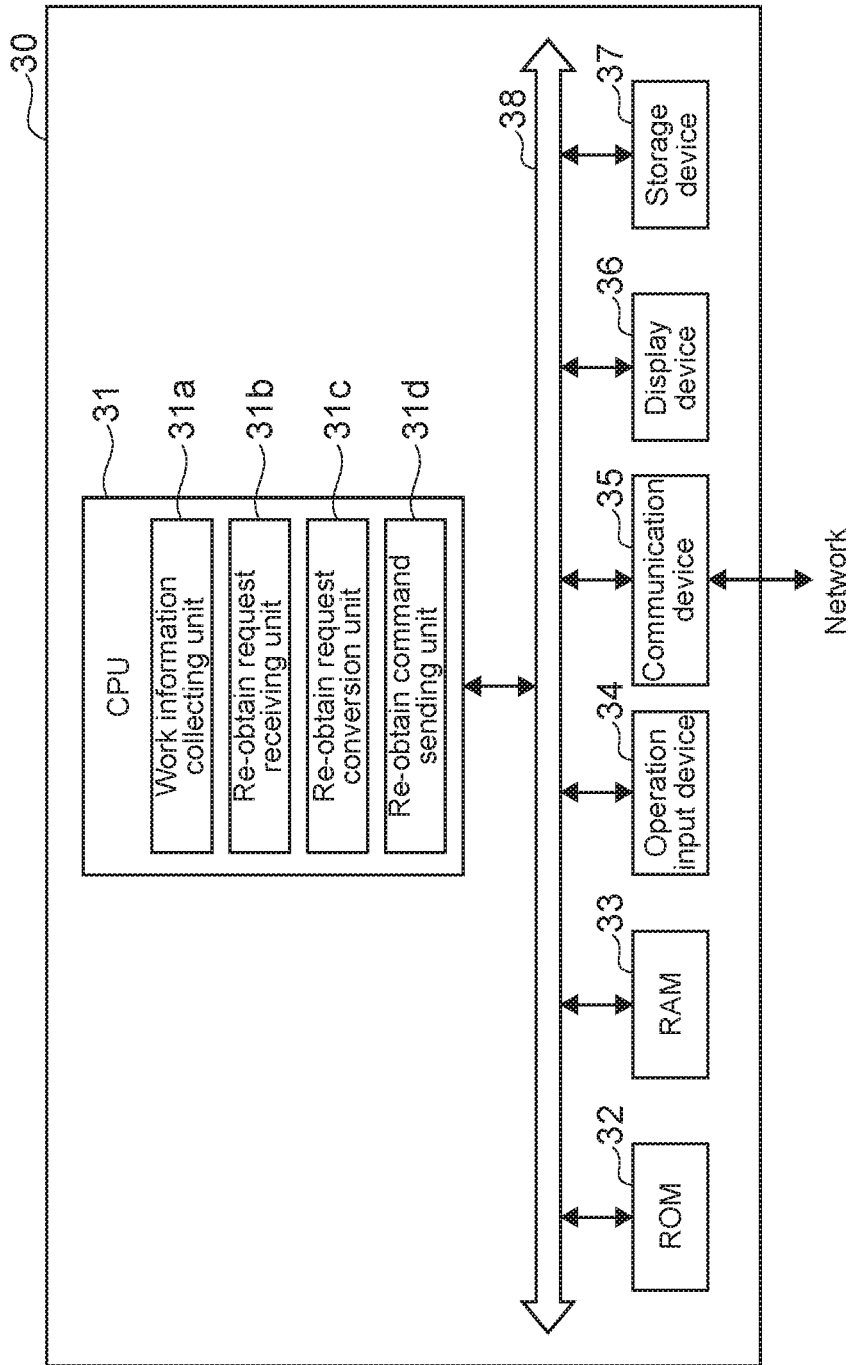 30
CPU
31
Work information
collecting unit
31a
Re-obtain request
receiving unit
31b
Re-obtain request
conversion unit
31c
Re-obtain command
sending unit
31d
38
32
ROM
33
RAM
34
Operation
input device
35
Communication
device
36
Display
device
37
Storage
device
Network